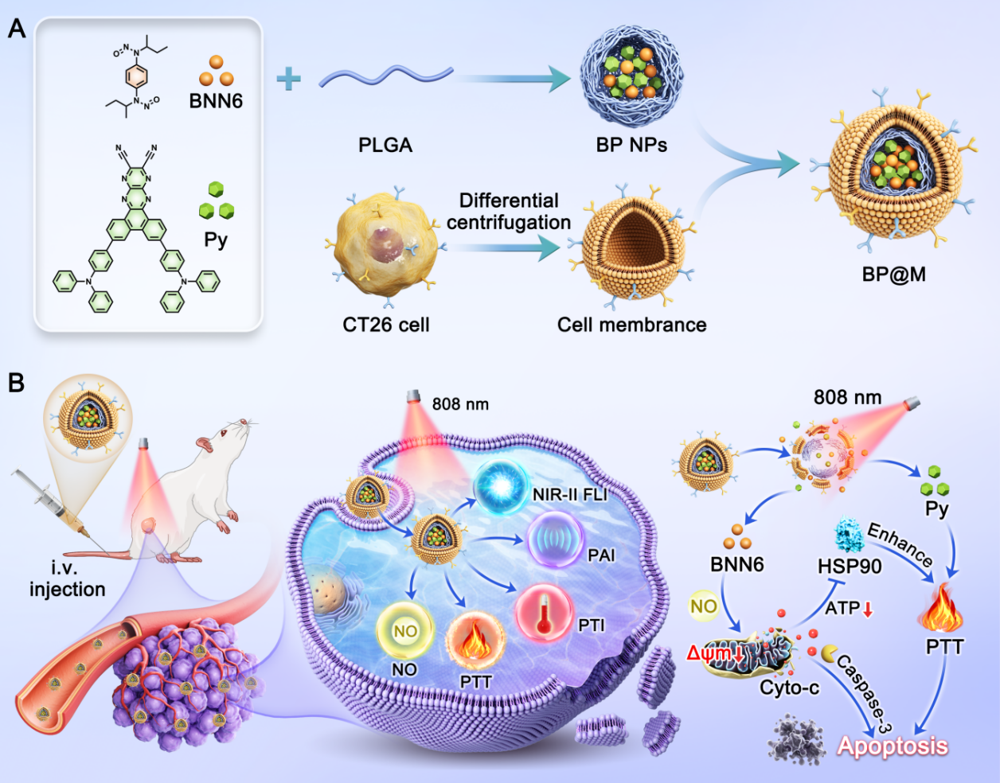 A
BNN6
Py
PLGA
BP NPs
CT26 cell
Differential
centrifugation
Cell membrance
BP@M
B
i.v.
injection
808 nm
NIR-II FLI
PAI
PTI
PTT
NO
NO
808 nm
Py
BNN6
HSP90
Enhance
NO
ATP↓
PTT
Δψm↓
Cyto-c
Caspase-3
Apoptosis
N
N
N
N
N
N
N
N
O
N
N
N
N
O